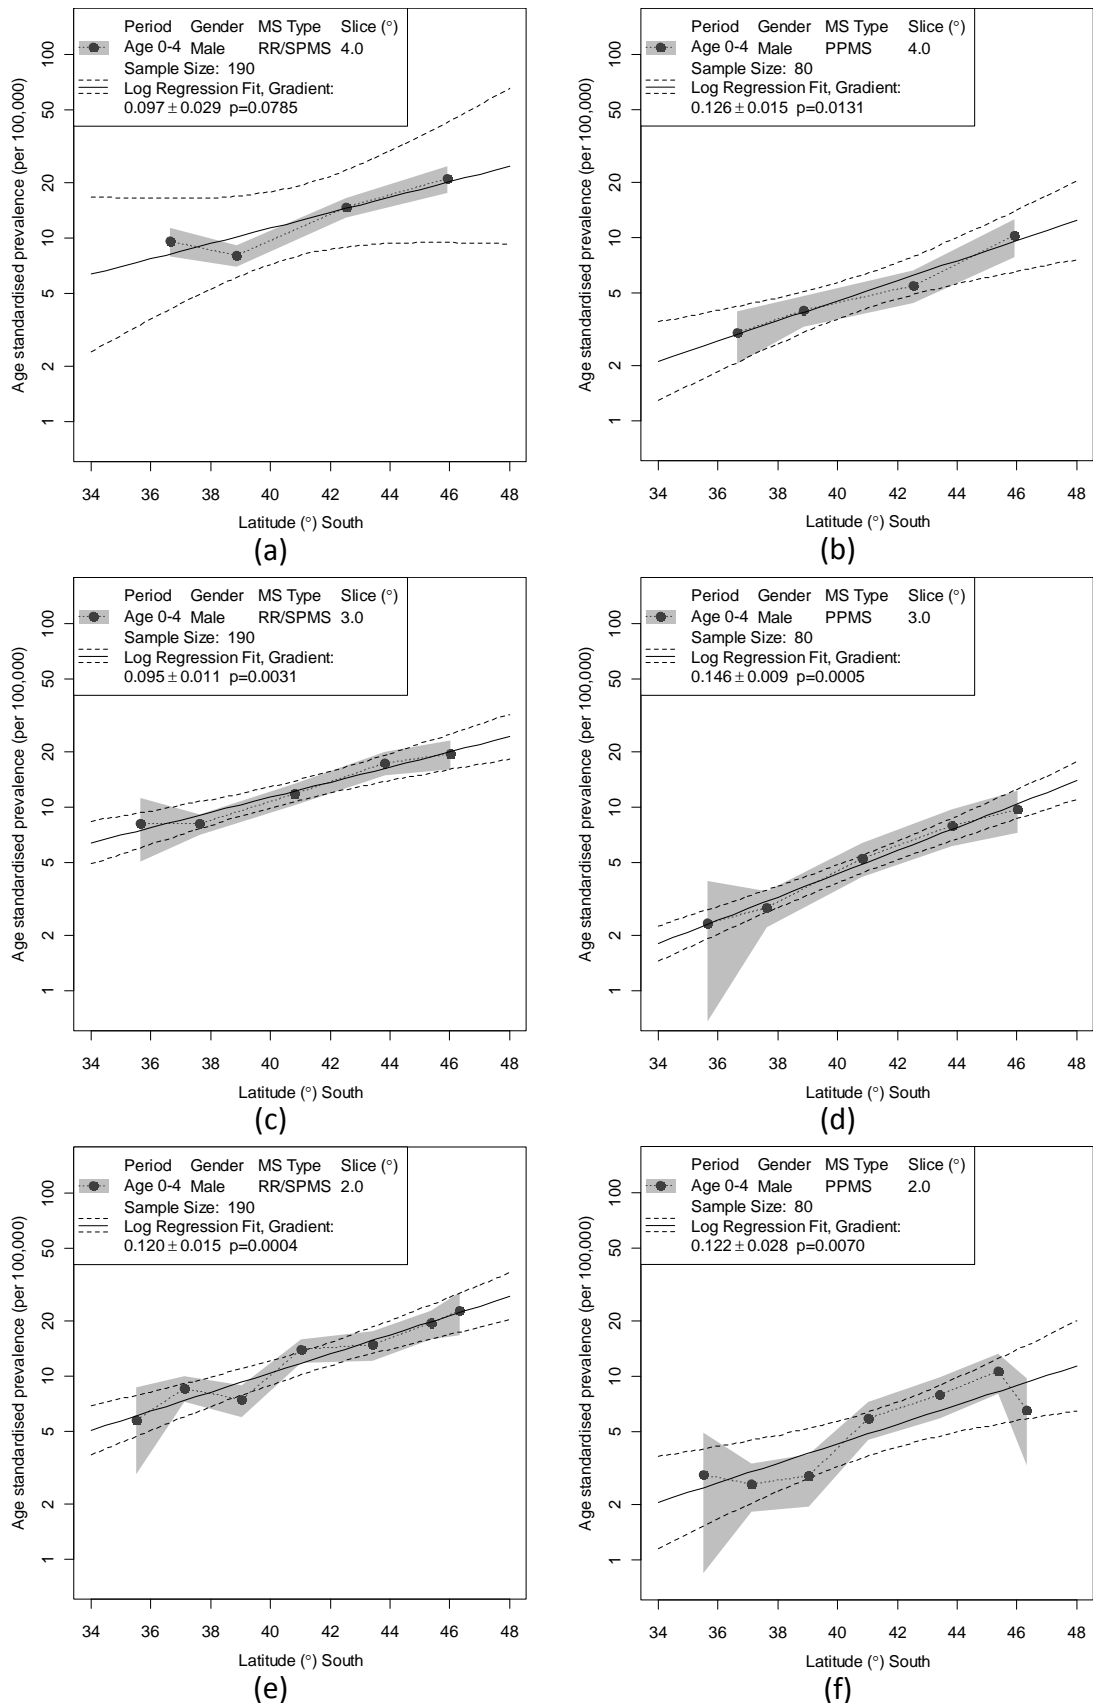 Period Gender MS Type Slice (°)
Age 0-4 Male RR/SPMS 4.0
Sample Size: 190
Log Regression Fit, Gradient:
0.097 ± 0.029 p=0.0785
Age standardised prevalence (per 100,000)
100
50
20
10
5
2
1
34 36 38 40 42 44 46 48
Latitude (°) South
(a)
Period Gender MS Type Slice (°)
Age 0-4 Male PPMS 4.0
Sample Size: 80
Log Regression Fit, Gradient:
0.126 ± 0.015 p=0.0131
Age standardised prevalence (per 100,000)
100
50
20
10
5
2
1
34 36 38 40 42 44 46 48
Latitude (°) South
(b)
Period Gender MS Type Slice (°)
Age 0-4 Male RR/SPMS 3.0
Sample Size: 190
Log Regression Fit, Gradient:
0.095 ± 0.011 p=0.0031
Age standardised prevalence (per 100,000)
100
50
20
10
5
2
1
34 36 38 40 42 44 46 48
Latitude (°) South
(c)
Period Gender MS Type Slice (°)
Age 0-4 Male PPMS 3.0
Sample Size: 80
Log Regression Fit, Gradient:
0.146 ± 0.009 p=0.0005
Age standardised prevalence (per 100,000)
100
50
20
10
5
2
1
34 36 38 40 42 44 46 48
Latitude (°) South
(d)
Period Gender MS Type Slice (°)
Age 0-4 Male RR/SPMS 2.0
Sample Size: 190
Log Regression Fit, Gradient:
0.120 ± 0.015 p=0.0004
Age standardised prevalence (per 100,000)
100
50
20
10
5
2
1
34 36 38 40 42 44 46 48
Latitude (°) South
(e)
Period Gender MS Type Slice (°)
Age 0-4 Male PPMS 2.0
Sample Size: 80
Log Regression Fit, Gradient:
0.122 ± 0.028 p=0.0070
Age standardised prevalence (per 100,000)
100
50
20
10
5
2
1
34 36 38 40 42 44 46 48
Latitude (°) South
(f)